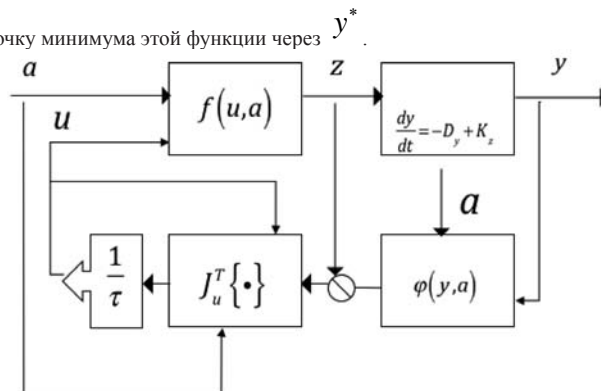 очку минимума этой функции через y*.
a
z
y
f(u,a)
dy/dt=-D_y+K_z
u
a
1/τ
J_u^T{•}
φ(y,a)